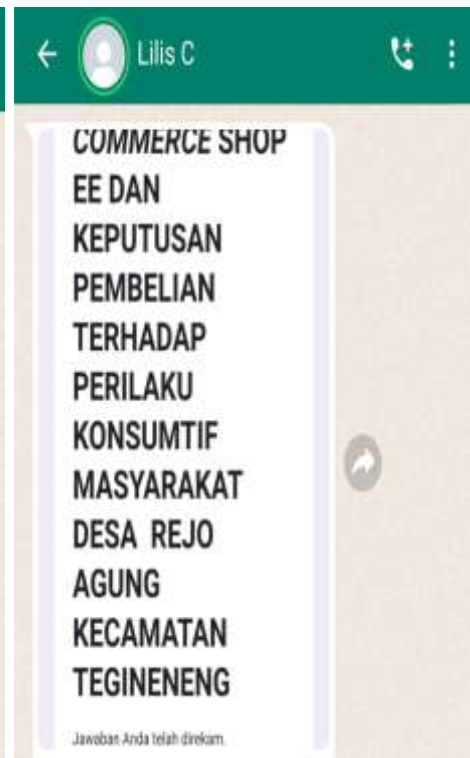 Lilis C
COMMERCE SHOP
EE DAN
KEPUTUSAN
PEMBELIAN
TERHADAP
PERILAKU
KONSUMTIF
MASYARAKAT
DESA REJO
AGUNG
KECAMATAN
TEGINENENG
Jawaban Anda telah direkam.